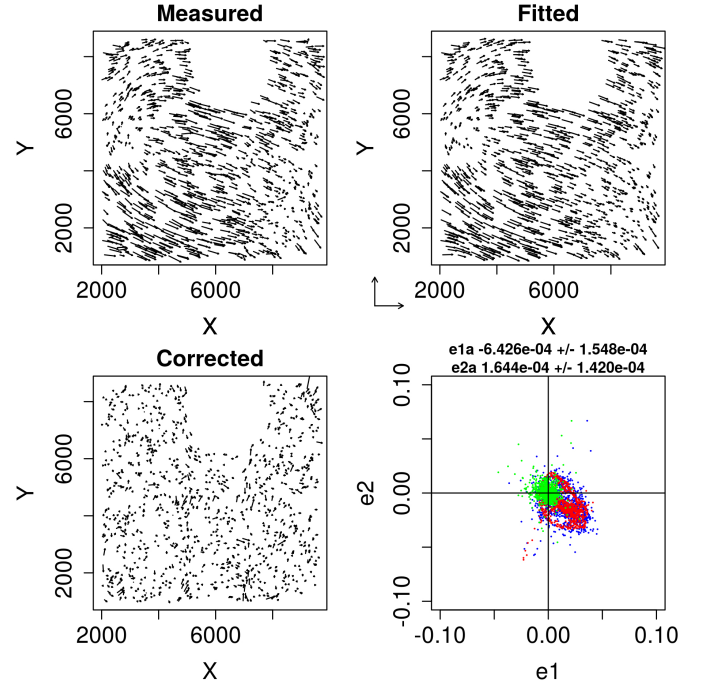 Measured
Y
2000
6000
2000
6000
X
Fitted
Y
2000
6000
2000
6000
X
Corrected
Y
2000
6000
2000
6000
X
e1a -6.426e-04 +/- 1.548e-04
e2a 1.644e-04 +/- 1.420e-04
e2
-0.10
0.00
0.10
-0.10
0.00
0.10
e1